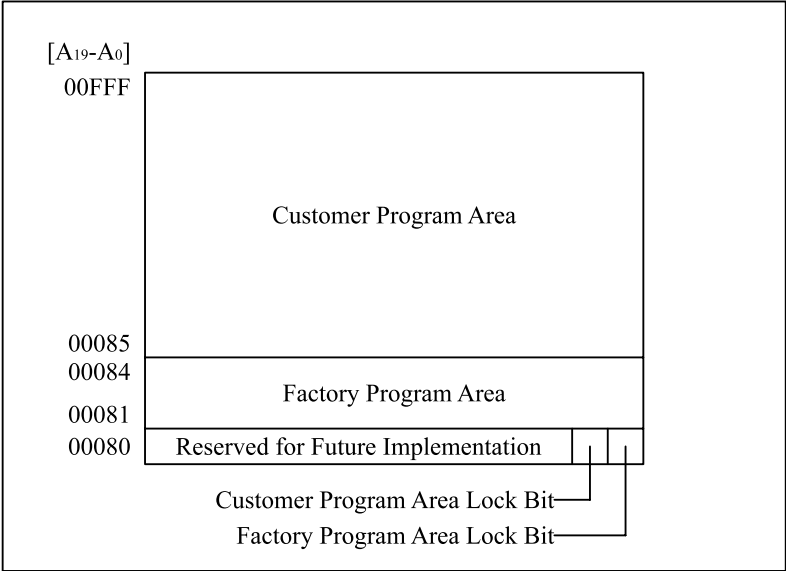 [A19-A0]
00FFF
Customer Program Area
00085
00084
Factory Program Area
00081
00080
Reserved for Future Implementation
Customer Program Area Lock Bit
Factory Program Area Lock Bit